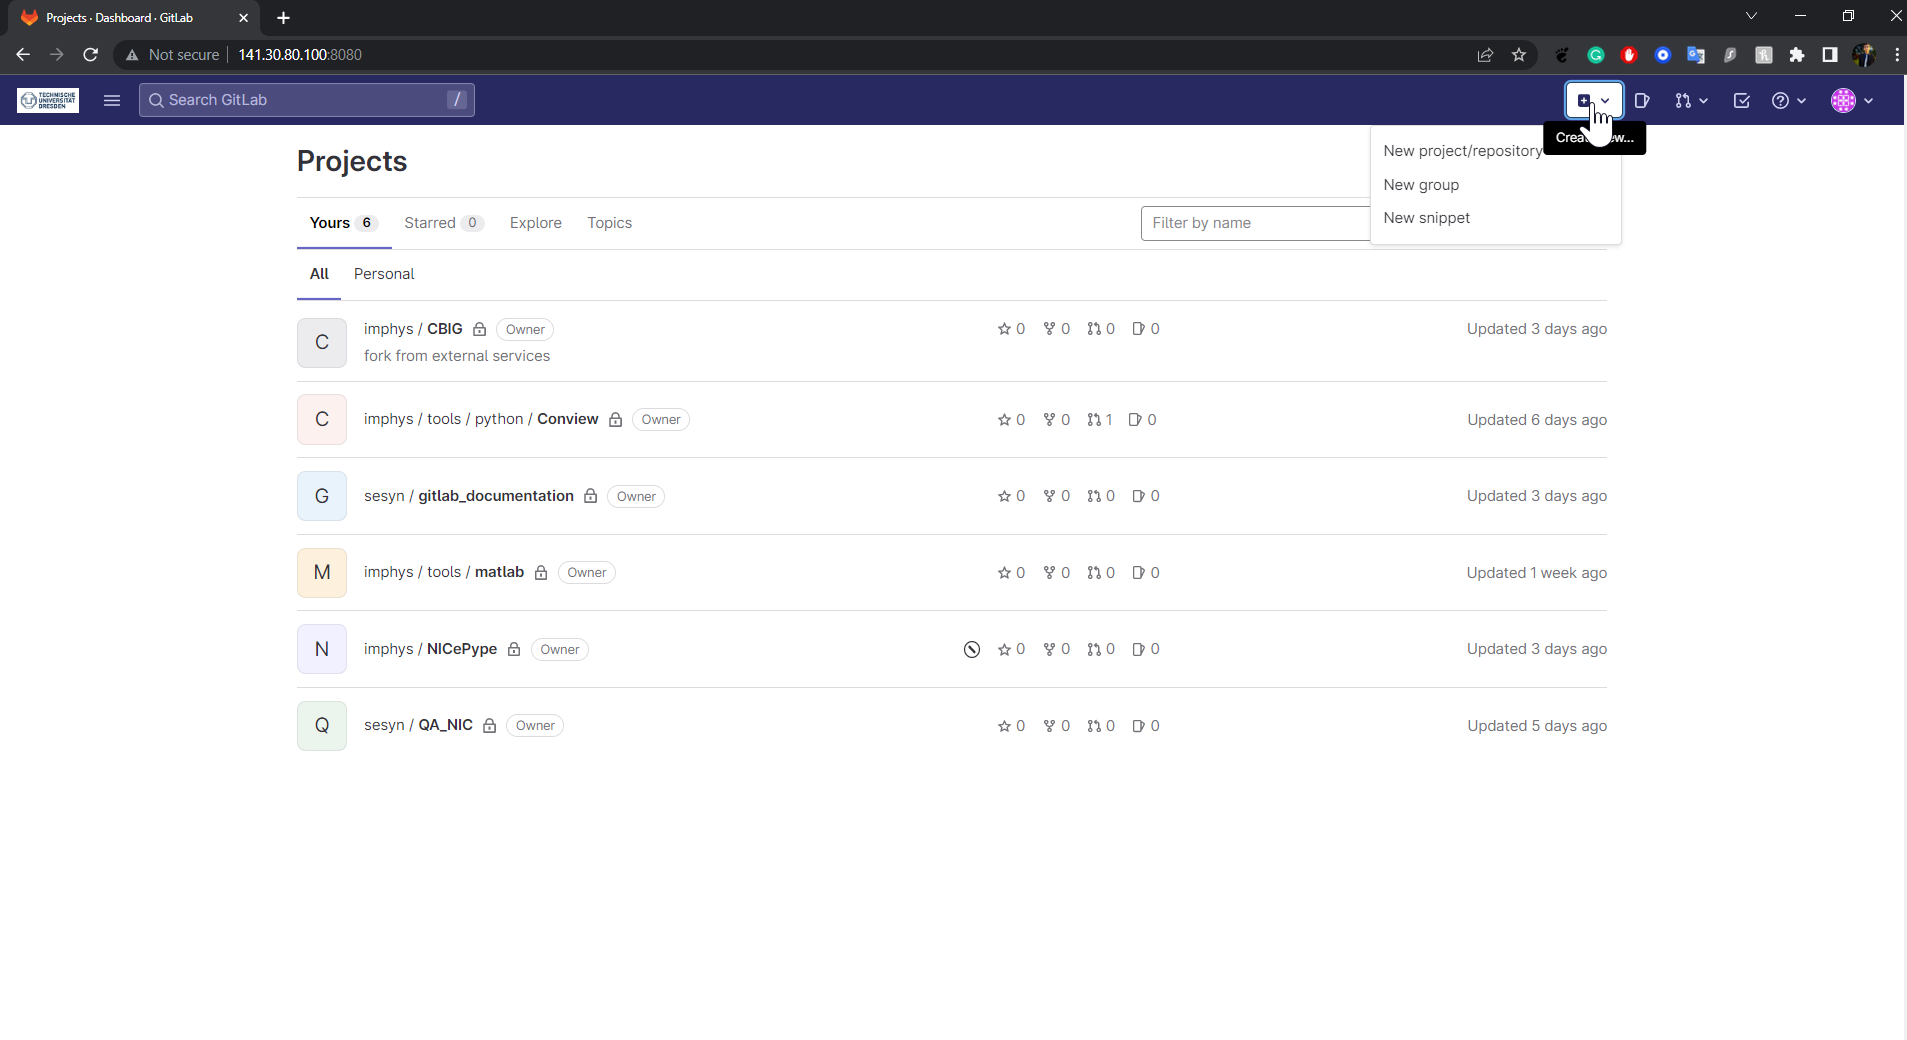 Projects · Dashboard · GitLab
Not secure 141.30.80.100:8080
TECHNISCHE
UNIVERSITÄT
DRESDEN
Search GitLab /
New project/repository
New group
New snippet
Projects
Yours 6 Starred 0 Explore Topics Filter by name
All Personal
C imphys / CBIG Owner 0 0 0 0 Updated 3 days ago
fork from external services
C imphys / tools / python / Conview Owner 0 0 1 0 Updated 6 days ago
G sesyn / gitlab_documentation Owner 0 0 0 0 Updated 3 days ago
M imphys / tools / matlab Owner 0 0 0 0 Updated 1 week ago
N imphys / NICePype Owner 0 0 0 0 Updated 3 days ago
Q sesyn / QA_NIC Owner 0 0 0 0 Updated 5 days ago